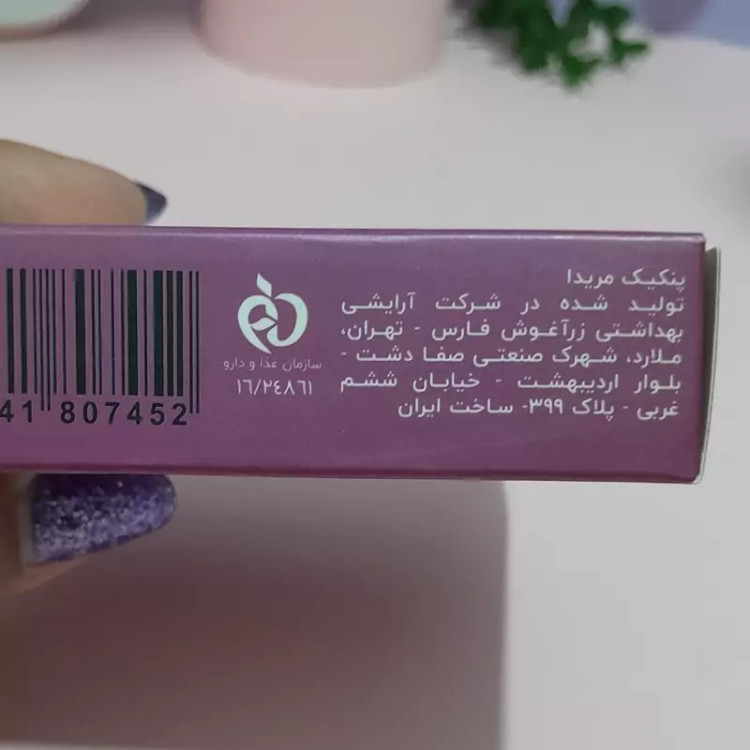 پنکیک مریدا
تولید شده در شرکت آرایشی
بهداشتی زرآغوش فارس - تهران،
ملارد، شهرک صنعتی صفا دشت -
بلوار اردیبهشت - خیابان ششم
غربی - پلاک ۳۹۹- ساخت ایران
سازمان غذا و دارو
۱۶/۲۴۸۶۱
41 807452